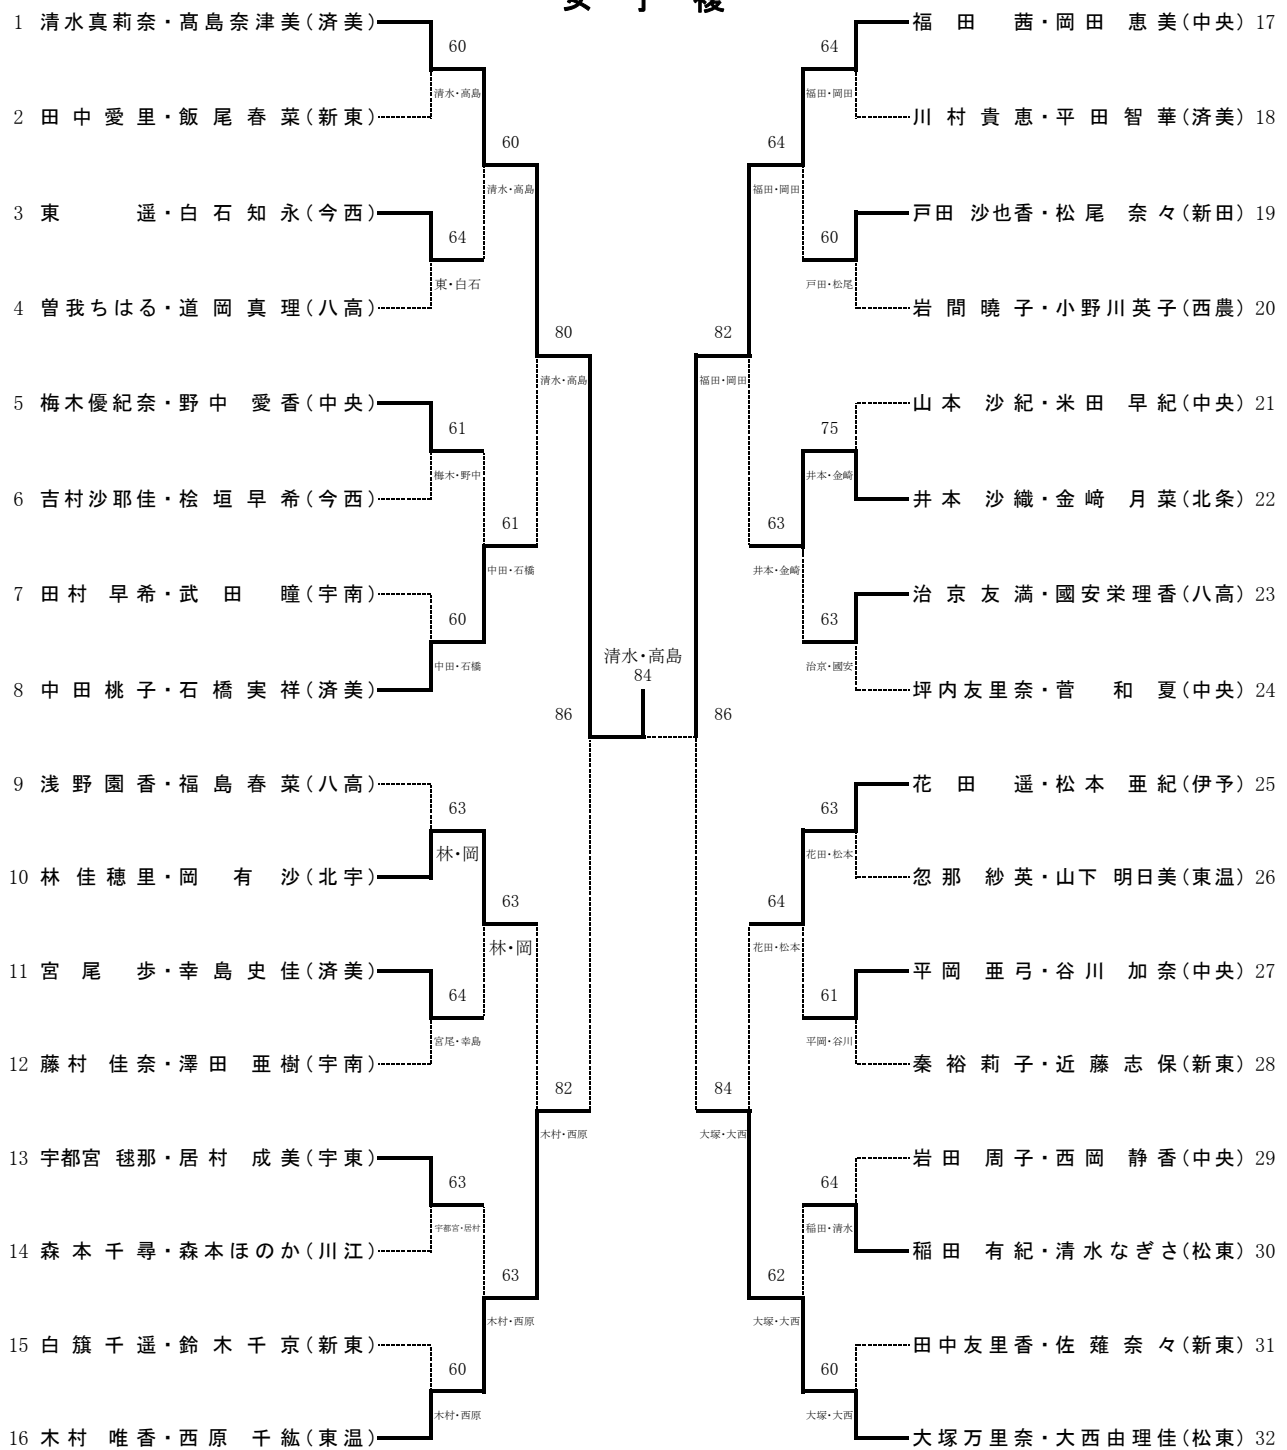 女 子 複
1 清水真莉奈・髙島奈津美(済美)
60
清水・高島
2 田中愛里・飯尾春菜(新東)
60
清水・高島
3 東 遥・白石知永(今西)
64
東・白石
4 曽我ちはる・道岡真理(八高)
80
清水・高島
5 梅木優紀奈・野中 愛香(中央)
61
梅木・野中
6 吉村沙耶佳・桧垣早希(今西)
61
中田・石橋
7 田村 早希・武田 瞳(宇南)
60
中田・石橋
8 中田桃子・石橋実祥(済美)
86
9 浅野園香・福島春菜(八高)
63
林・岡
10 林 佳穂里・岡 有 沙(北宇)
63
林・岡
11 宮尾 歩・幸島史佳(済美)
64
宮尾・幸島
12 藤村 佳奈・澤田 亜樹(宇南)
82
木村・西原
13 宇都宮 毬那・居村 成美(宇東)
63
宇都宮・居村
14 森本千尋・森本ほのか(川江)
63
木村・西原
15 白籏千遥・鈴木千京(新東)
60
木村・西原
16 木村 唯香・西原 千紘(東温)
清水・高島
84
福田 茜・岡田 恵美(中央) 17
64
福田・岡田
川村貴恵・平田智華(済美) 18
64
福田・岡田
戸田 沙也香・松尾 奈々(新田) 19
60
戸田・松尾
岩間曉子・小野川英子(西農) 20
82
福田・岡田
山本 沙紀・米田 早紀(中央) 21
75
井本・金崎
井本 沙織・金﨑 月菜(北条) 22
63
井本・金崎
治京友満・國安栄理香(八高) 23
63
治京・國安
坪内友里奈・菅 和夏(中央) 24
86
花田 遥・松本 亜紀(伊予) 25
63
花田・松本
忽那 紗英・山下 明日美(東温) 26
64
花田・松本
平岡 亜弓・谷川 加奈(中央) 27
61
平岡・谷川
秦裕莉子・近藤志保(新東) 28
84
大塚・大西
岩田 周子・西岡 静香(中央) 29
64
稲田・清水
稲田 有紀・清水なぎさ(松東) 30
62
大塚・大西
田中友里香・佐薙奈々(新東) 31
60
大塚・大西
大塚万里奈・大西由理佳(松東) 32